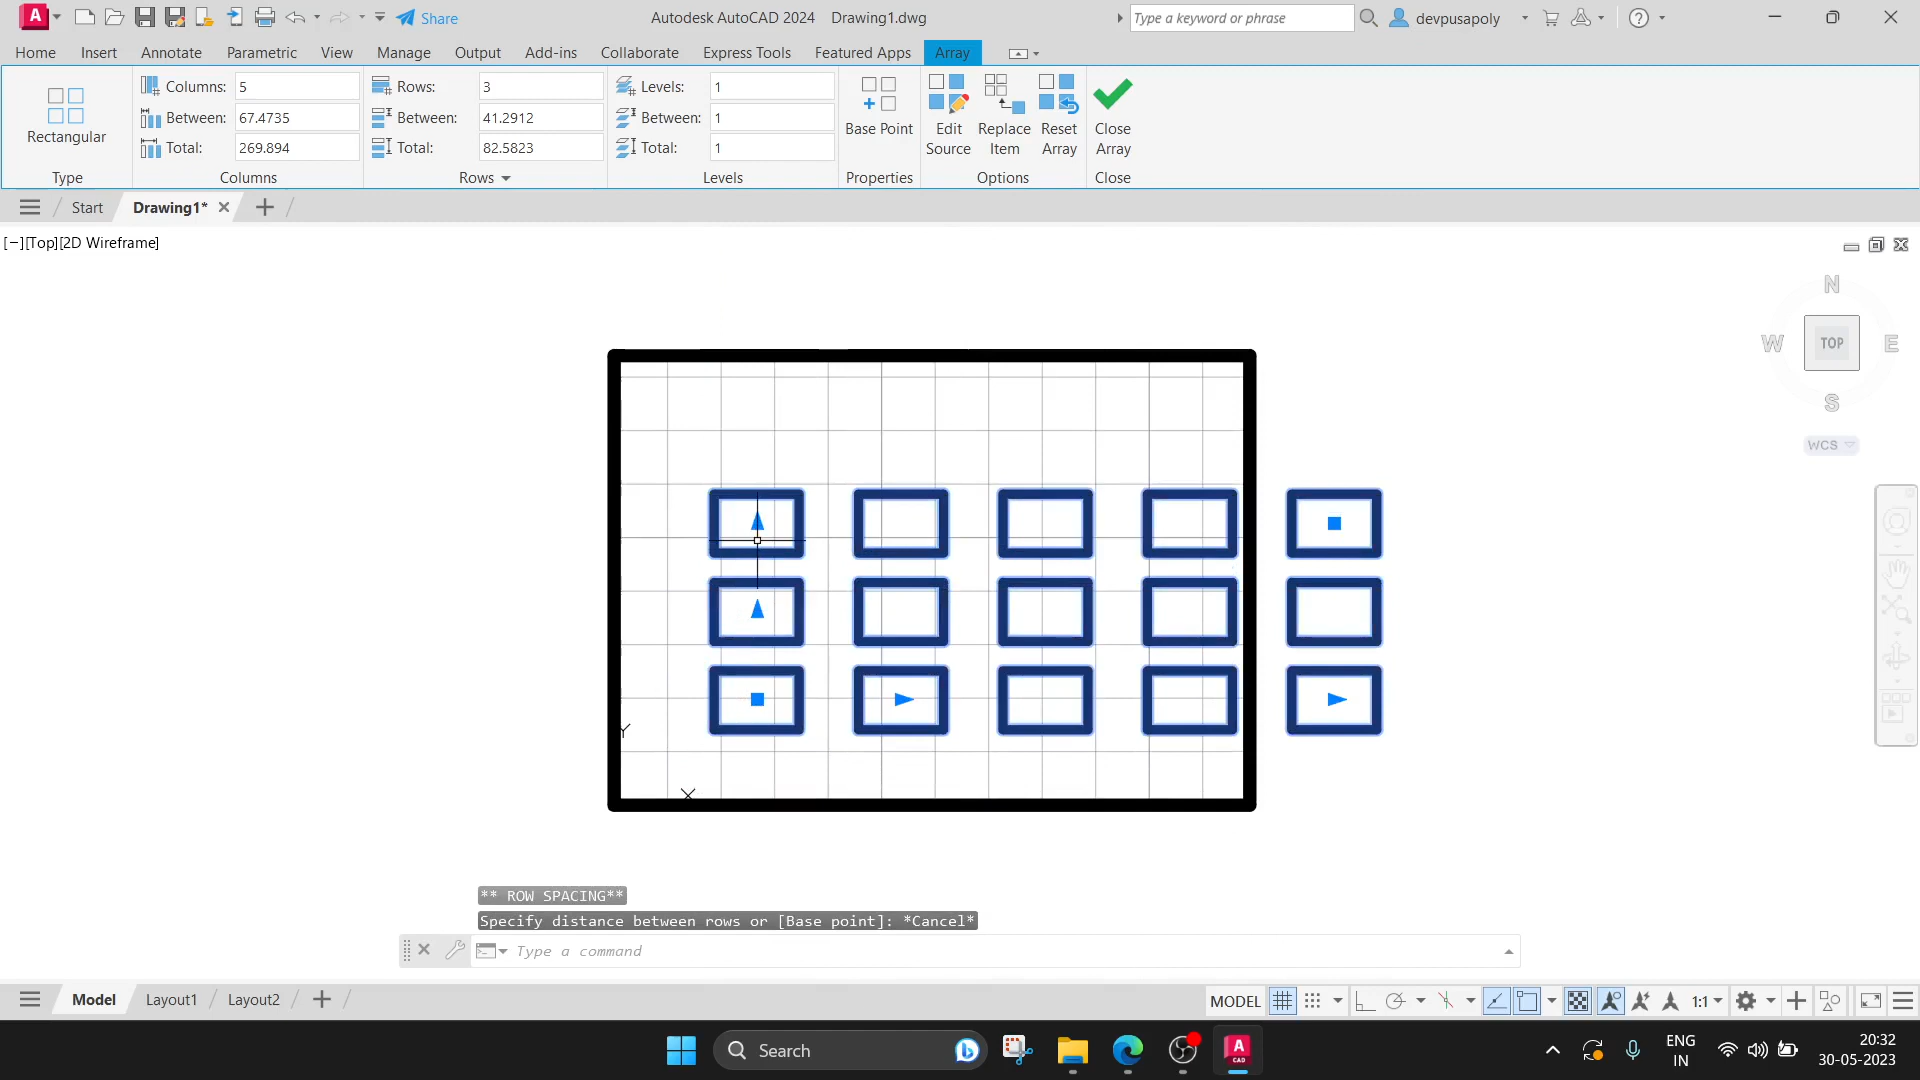 A
Share
Autodesk AutoCAD 2024 Drawing1.dwg
Type a keyword or phrase
devpusapoly
Home Insert Annotate Parametric View Manage Output Add-ins Collaborate Express Tools Featured Apps Array
Columns: 5
Rows: 3
Levels: 1
Between: 67.4735
Between: 41.2912
Between: 1
Total: 269.894
Total: 82.5823
Total: 1
Rectangular
Base Point
Edit Source
Replace Item
Reset Array
Close Array
Type Columns Rows Levels Properties Options Close
Start Drawing1*
[−][Top][2D Wireframe]
N
W TOP E
S
WCS
Y
X
** ROW SPACING**
Specify distance between rows or [Base point]: *Cancel*
Type a command
Model Layout1 Layout2
MODEL 1:1
Search
A
CAD
ENG
IN
20:32
30-05-2023